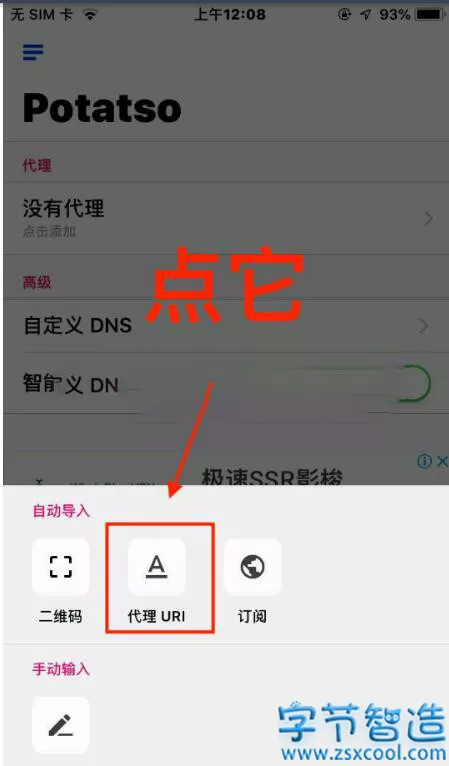 无 SIM 卡
上午12:08
93%
Potatso
代理
没有代理
点击添加
点它
高级
自定义 DNS
智能
义 DN
极速SSR影梭
自动导入
二维码
代理 URI
订阅
手动输入
字节智造
www.zsxcool.com